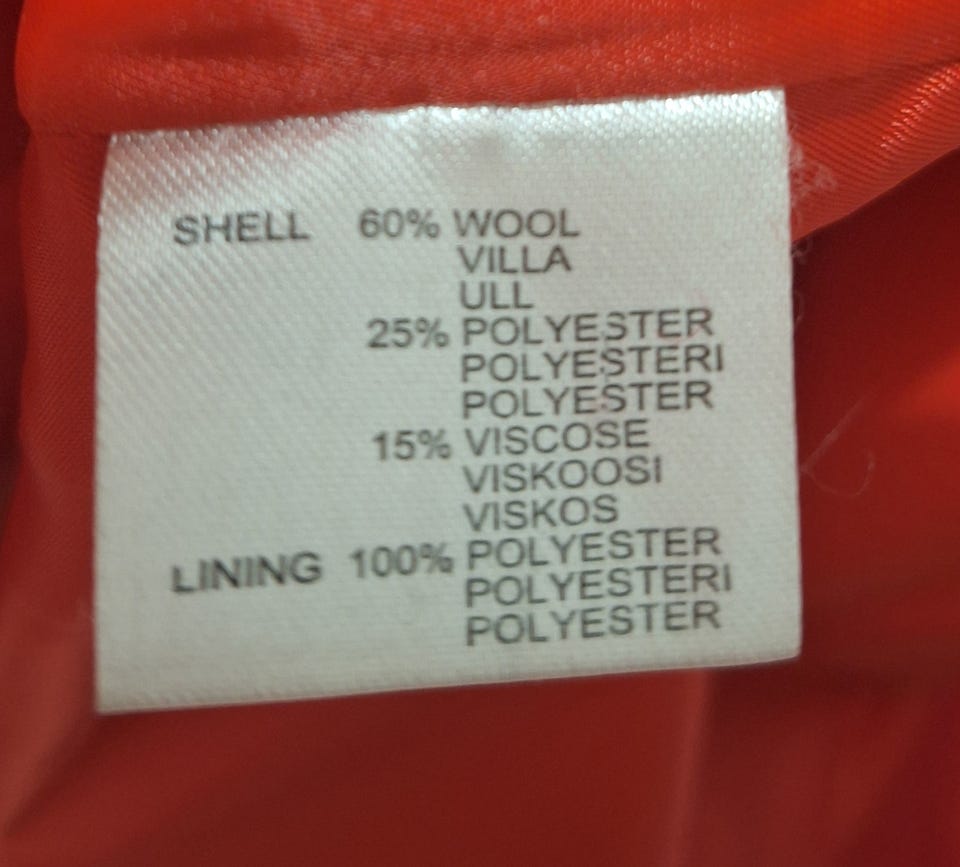 SHELL 60% WOOL
VILLA
ULL
25% POLYESTER
POLYESTERI
POLYESTER
15% VISCOSE
VISKOOSI
VISKOS
LINING 100% POLYESTER
POLYESTERI
POLYESTER